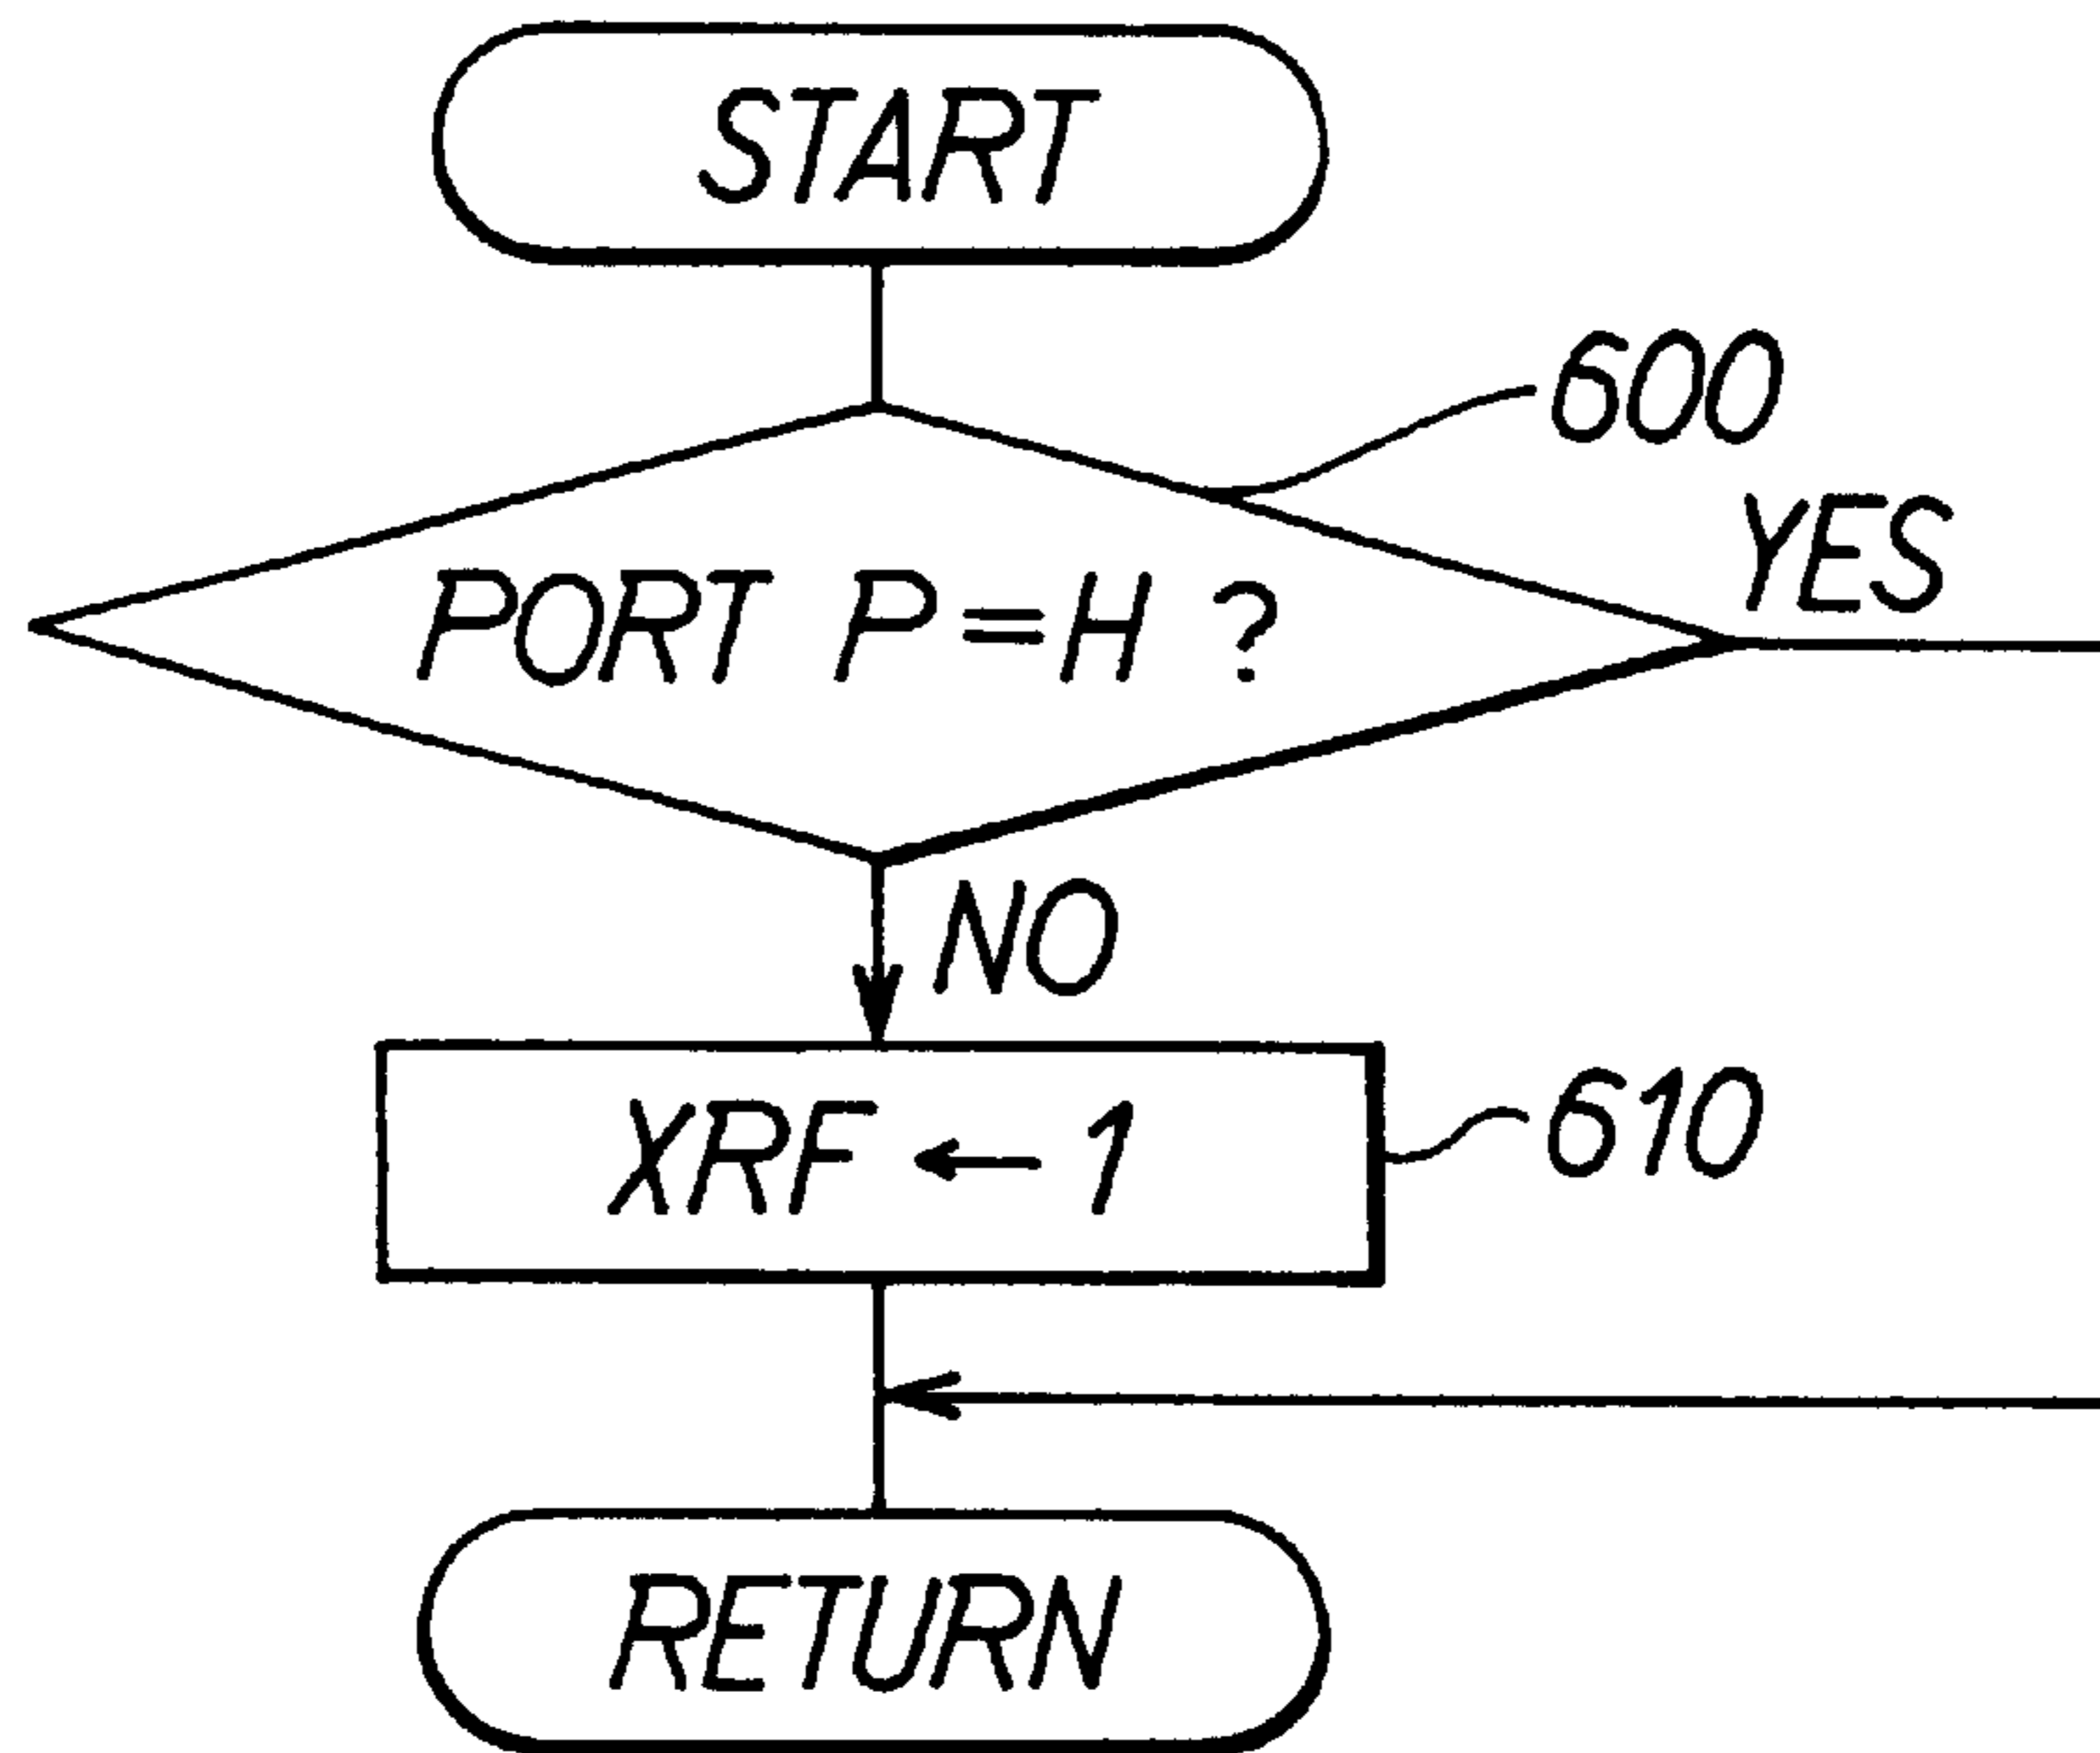 START
600
YES
PORT P=H ?
NO
XRF ← 1
610
RETURN